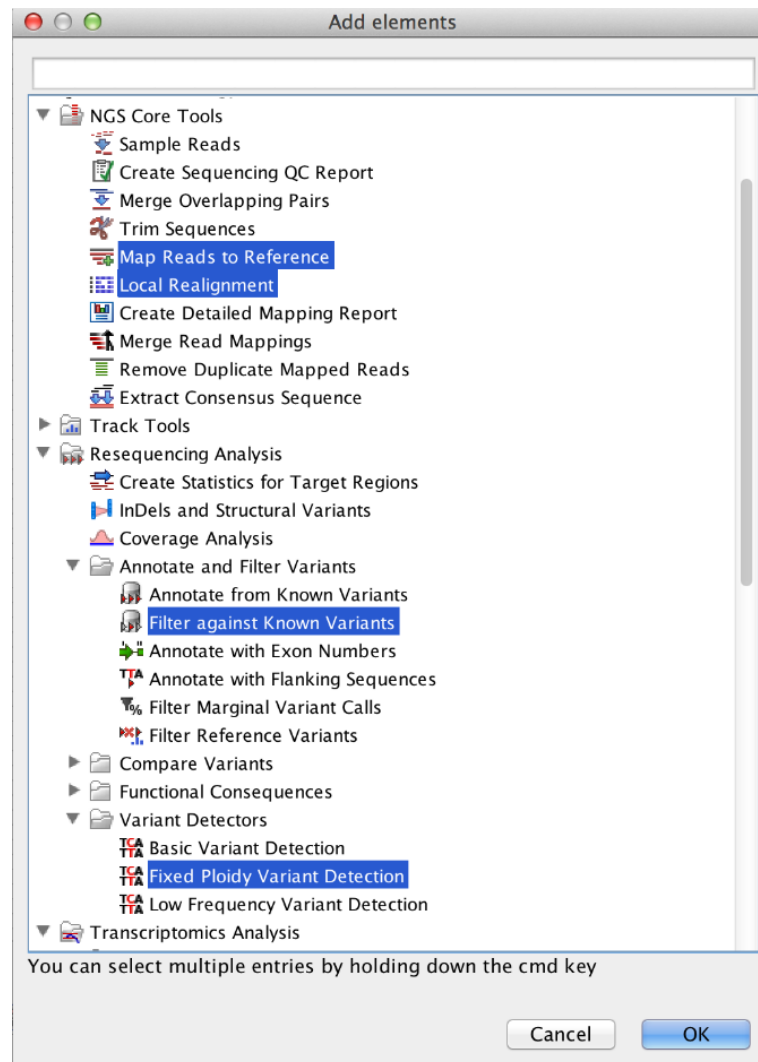 Add elements
NGS Core Tools
Sample Reads
Create Sequencing QC Report
Merge Overlapping Pairs
Trim Sequences
Map Reads to Reference
Local Realignment
Create Detailed Mapping Report
Merge Read Mappings
Remove Duplicate Mapped Reads
Extract Consensus Sequence
Track Tools
Resequencing Analysis
Create Statistics for Target Regions
InDels and Structural Variants
Coverage Analysis
Annotate and Filter Variants
Annotate from Known Variants
Filter against Known Variants
Annotate with Exon Numbers
Annotate with Flanking Sequences
Filter Marginal Variant Calls
Filter Reference Variants
Compare Variants
Functional Consequences
Variant Detectors
Basic Variant Detection
Fixed Ploidy Variant Detection
Low Frequency Variant Detection
Transcriptomics Analysis
You can select multiple entries by holding down the cmd key
Cancel OK